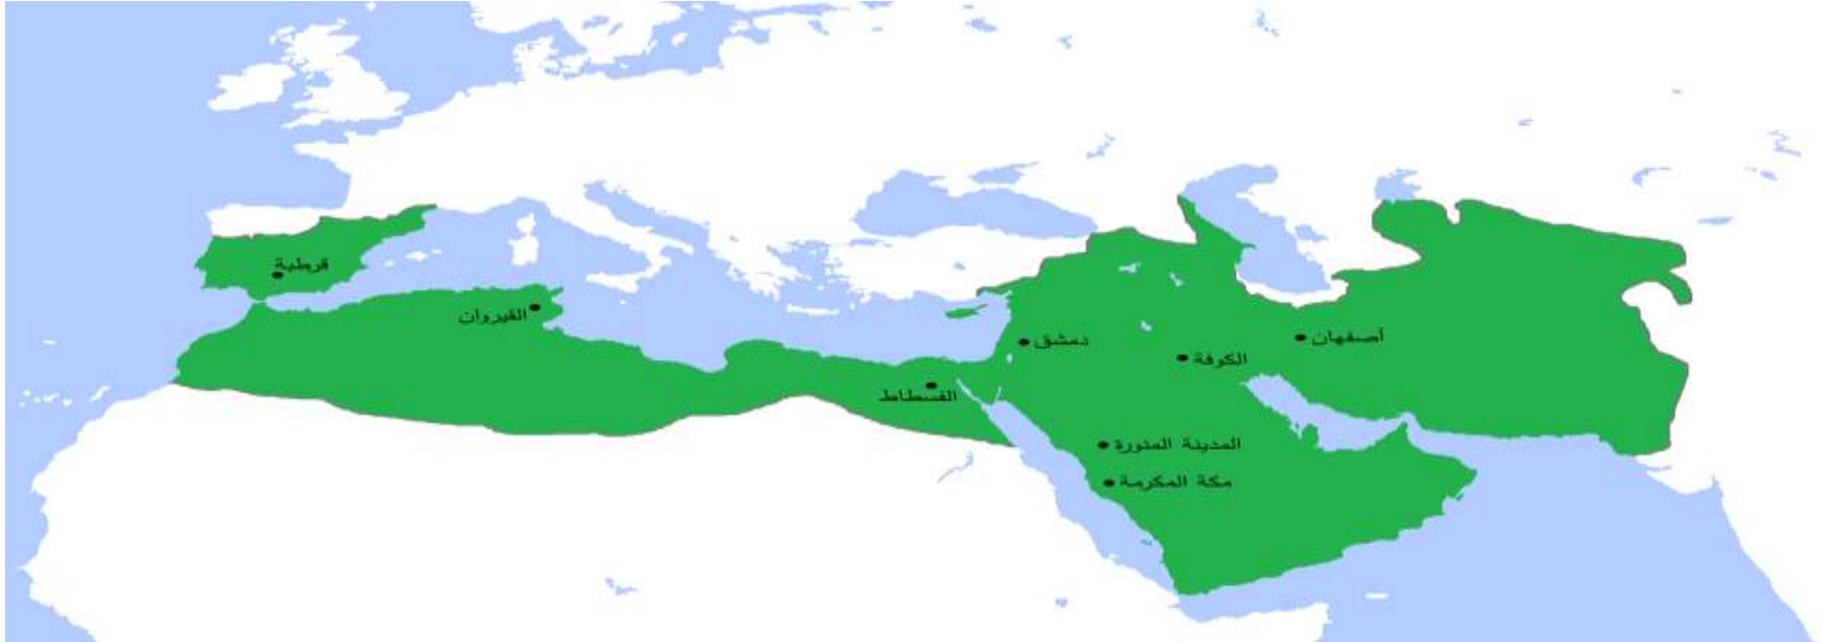 قرطبة
القيروان
دمشق
أصفهان
الكوفة
الفسطاط
المدينة المنورة
مكة المكرمة